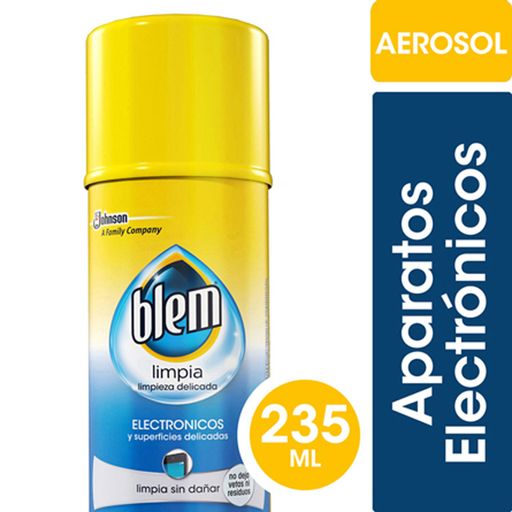 AEROSOL
Aparatos
Electrónicos
Johnson
A Family Company
blem
limpia
limpieza delicada
ELECTRONICOS
y superficies delicadas
limpia sin dañar
no deja
vetas ni
residuos
235
ML